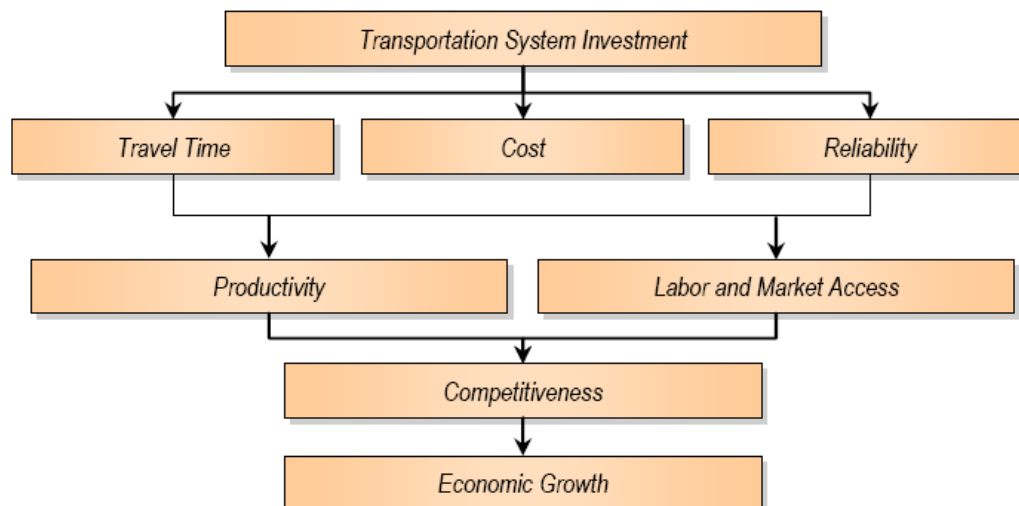 Transportation System Investment
Travel Time
Cost
Reliability
Productivity
Labor and Market Access
Competitiveness
Economic Growth